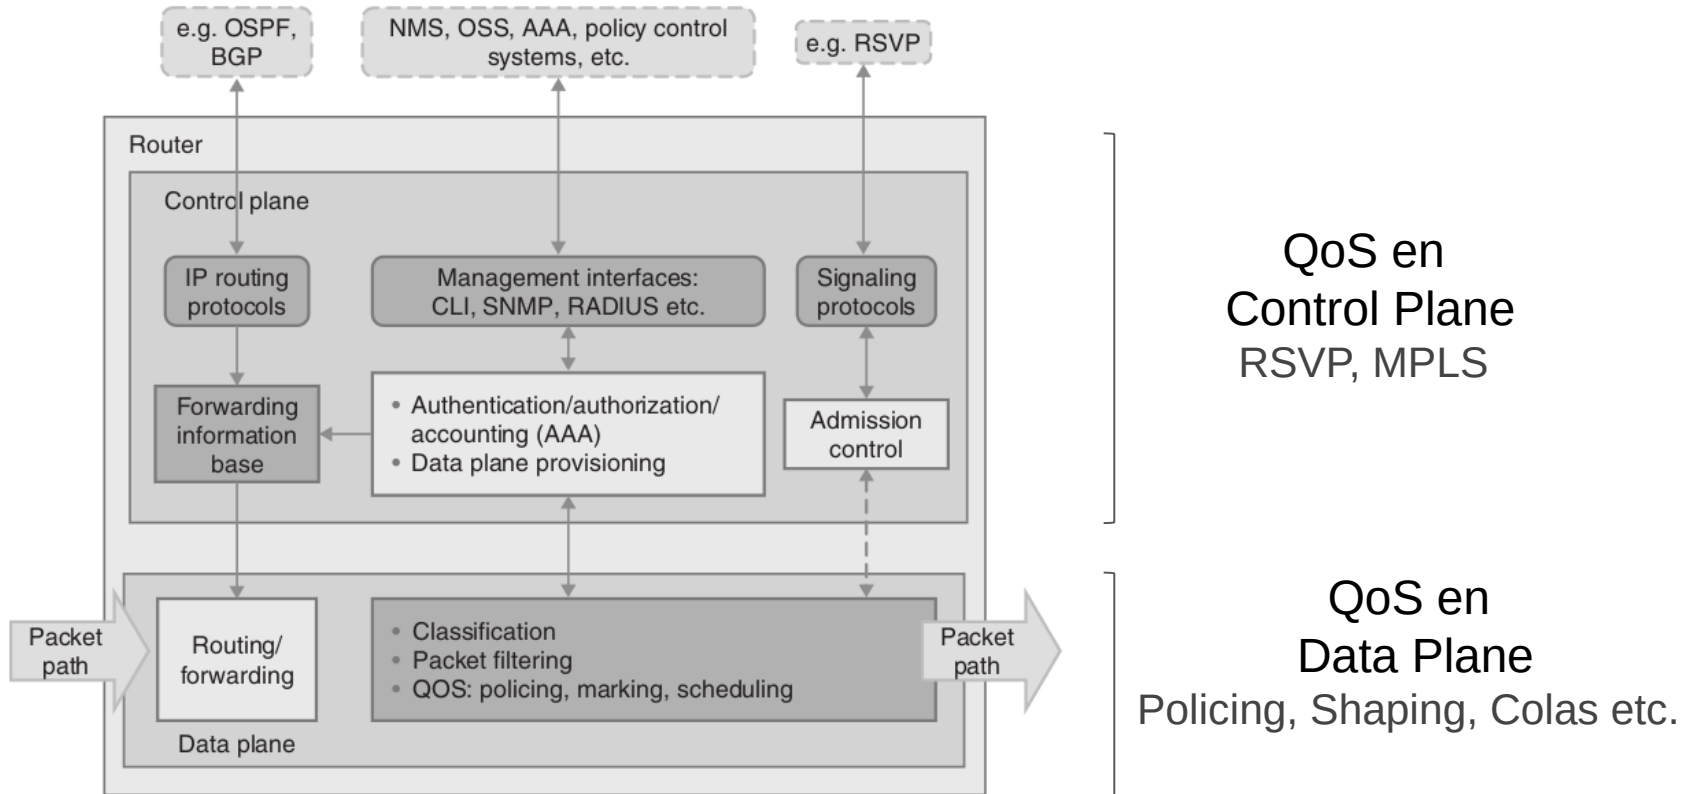 e.g. OSPF,
BGP
NMS, OSS, AAA, policy control
systems, etc.
e.g. RSVP
Router
Control plane
IP routing
protocols
Management interfaces:
CLI, SNMP, RADIUS etc.
Signaling
protocols
Forwarding
information
base
• Authentication/authorization/
accounting (AAA)
• Data plane provisioning
Admission
control
QoS en
Control Plane
RSVP, MPLS
Packet
path
Routing/
forwarding
• Classification
• Packet filtering
• QOS: policing, marking, scheduling
Packet
path
Data plane
QoS en
Data Plane
Policing, Shaping, Colas etc.